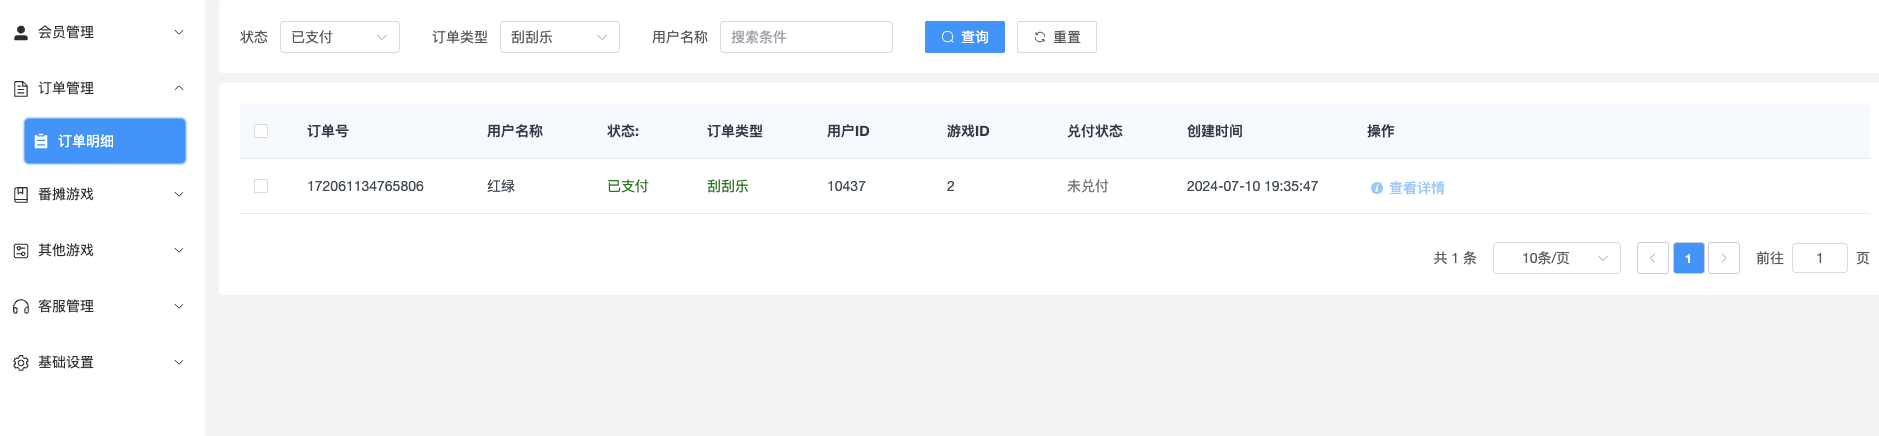 会员管理
订单管理
订单明细
番摊游戏
其他游戏
客服管理
基础设置
状态 已支付 订单类型 刮刮乐 用户名称 搜索条件 查询 重置
订单号 用户名称 状态: 订单类型 用户ID 游戏ID 兑付状态 创建时间 操作
172061134765806 红绿 已支付 刮刮乐 10437 2 未兑付 2024-07-10 19:35:47 查看详情
共 1 条 10条/页 1 前往 1 页